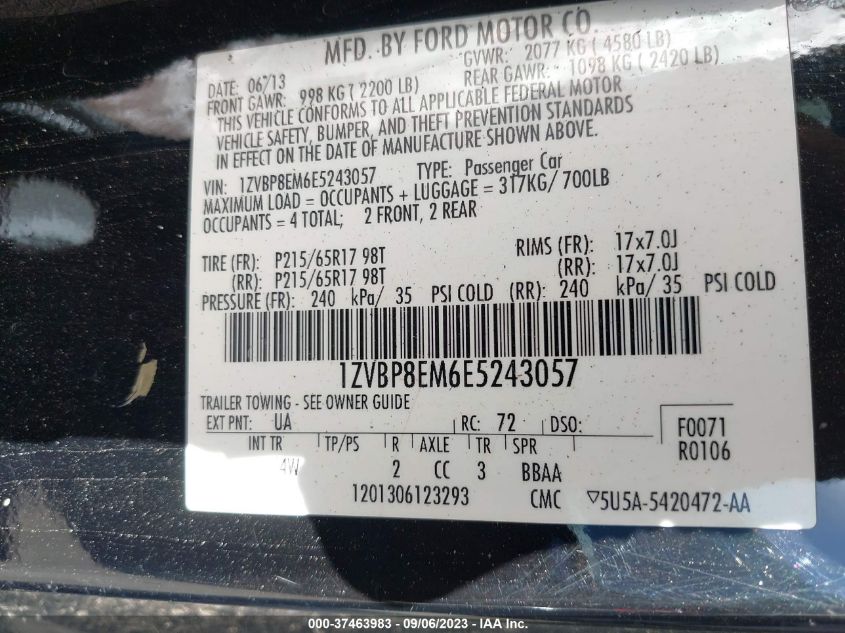 MFD. BY FORD MOTOR CO.
DATE: 06/13 GVWR: 2077 KG ( 4580 LB)
FRONT GAWR: 998 KG ( 2200 LB) REAR GAWR: 1098 KG ( 2420 LB)
THIS VEHICLE CONFORMS TO ALL APPLICABLE FEDERAL MOTOR
VEHICLE SAFETY, BUMPER, AND THEFT PREVENTION STANDARDS
IN EFFECT ON THE DATE OF MANUFACTURE SHOWN ABOVE.
VIN: 1ZVBP8EM6E5243057 TYPE: Passenger Car
MAXIMUM LOAD = OCCUPANTS + LUGGAGE = 317KG/ 700LB
OCCUPANTS = 4 TOTAL; 2 FRONT, 2 REAR
TIRE (FR): P215/65R17 98T RIMS (FR): 17x7.0J
(RR): P215/65R17 98T (RR): 17x7.0J
PRESSURE (FR): 240 kPa/ 35 PSI COLD (RR): 240 kPa/ 35 PSI COLD
1ZVBP8EM6E5243057
TRAILER TOWING - SEE OWNER GUIDE
EXT PNT: UA RC: 72 DSO: F0071
INT TR TP/PS R AXLE TR SPR R0106
4W 2 CC 3 BBAA
1201306123293 CMC ▽5U5A-5420472-AA
000-37463983 - 09/06/2023 - IAA Inc.